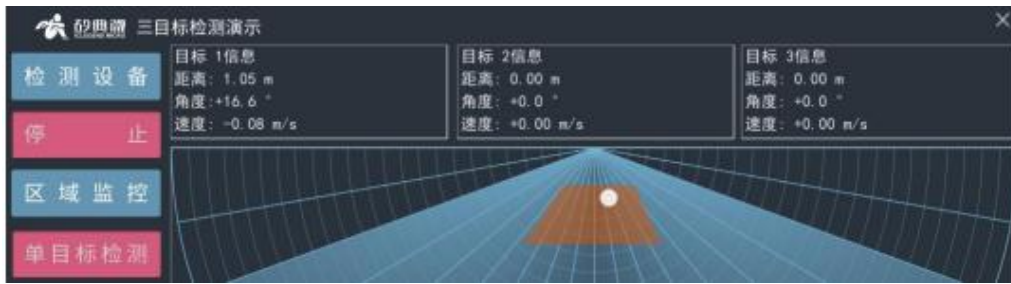 矽典微 三目标检测演示
检测设备
停 止
区域监控
单目标检测
目标 1信息
距离: 1.05 m
角度:+16.6 °
速度: -0.08 m/s
目标 2信息
距离: 0.00 m
角度: +0.0 °
速度: +0.00 m/s
目标 3信息
距离: 0.00 m
角度: +0.0 °
速度: +0.00 m/s